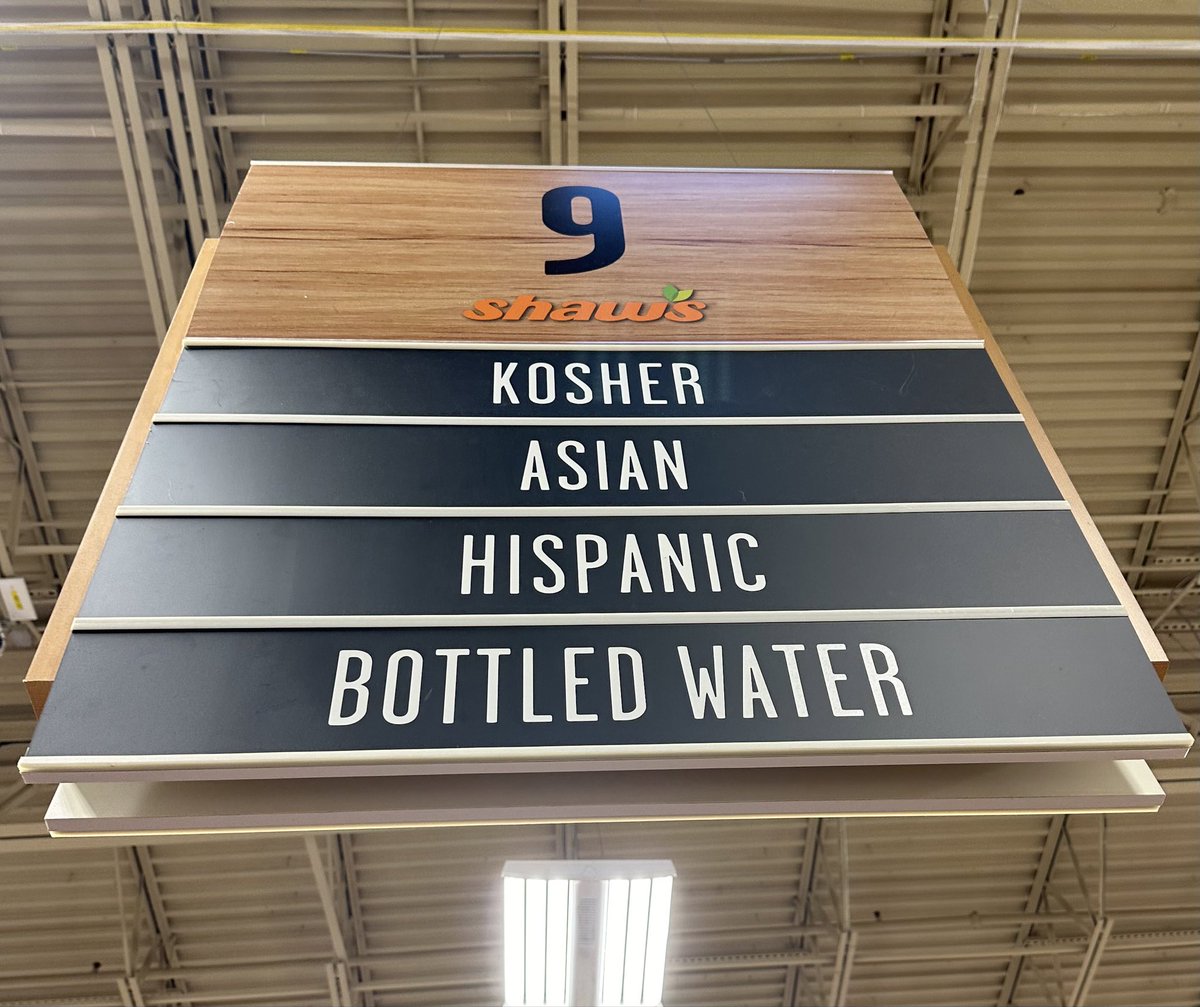 9
shaw's
KOSHER
ASIAN
HISPANIC
BOTTLED WATER